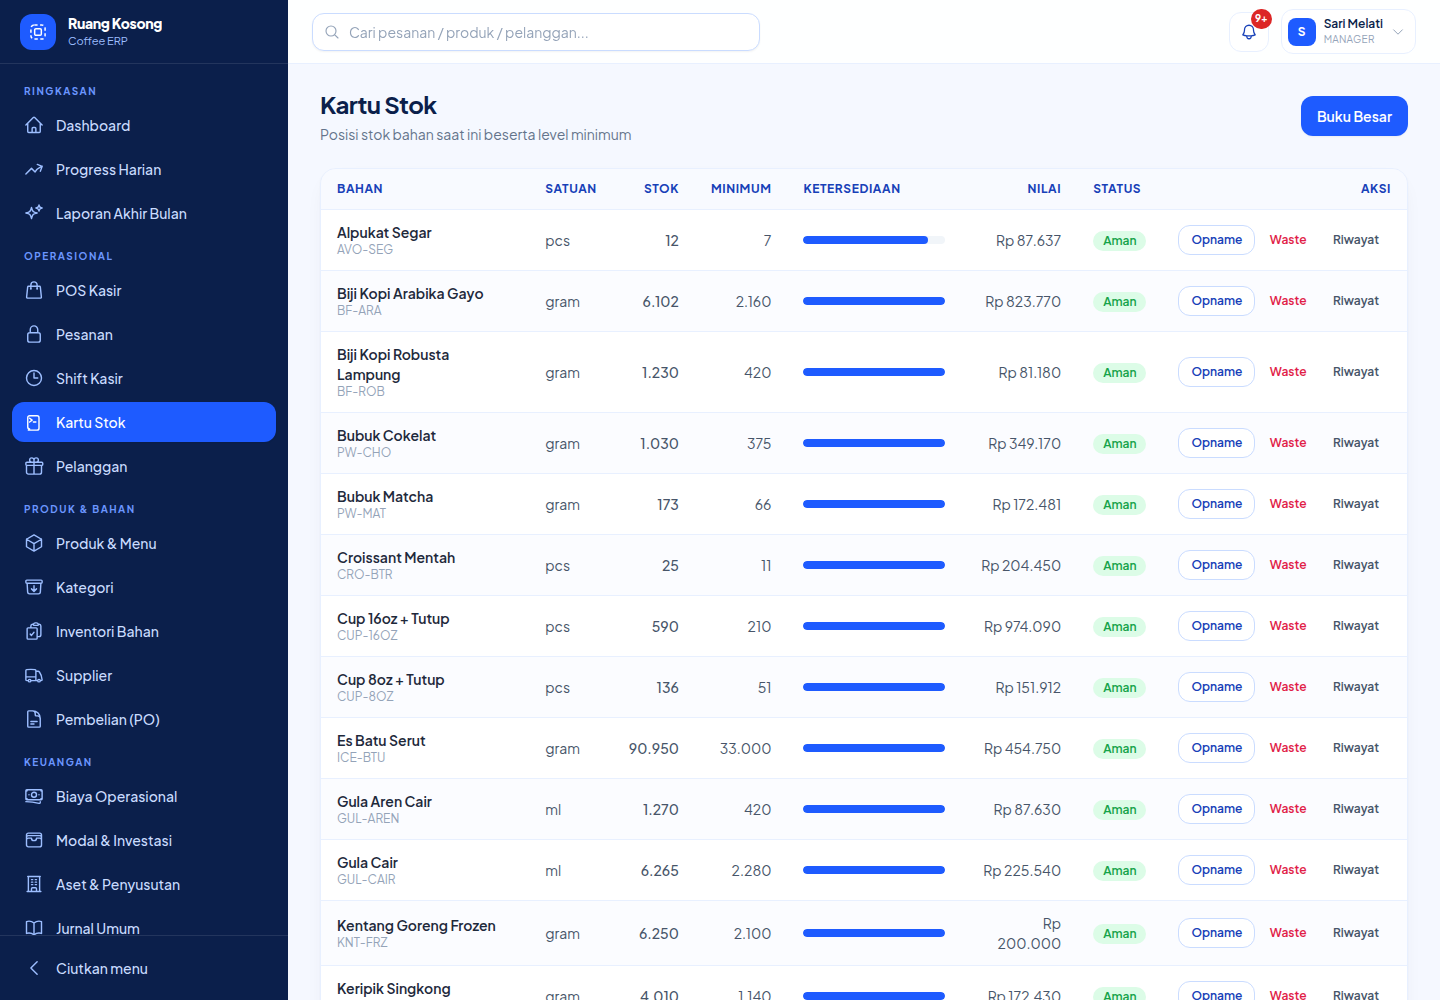 Ruang Kosong
Coffee ERP
Cari pesanan / produk / pelanggan...
9+
S
Sari Melati
MANAGER
RINGKASAN
Dashboard
Progress Harian
Laporan Akhir Bulan
OPERASIONAL
POS Kasir
Pesanan
Shift Kasir
Kartu Stok
Pelanggan
PRODUK & BAHAN
Produk & Menu
Kategori
Inventori Bahan
Supplier
Pembelian (PO)
KEUANGAN
Biaya Operasional
Modal & Investasi
Aset & Penyusutan
Jurnal Umum
Ciutkan menu
Kartu Stok
Posisi stok bahan saat ini beserta level minimum
Buku Besar
BAHAN SATUAN STOK MINIMUM KETERSEDIAAN NILAI STATUS AKSI
Alpukat Segar
AVO-SEG
pcs 12 7 Rp 87.637 Aman Opname Waste Riwayat
Biji Kopi Arabika Gayo
BF-ARA
gram 6.102 2.160 Rp 823.770 Aman Opname Waste Riwayat
Biji Kopi Robusta
Lampung
BF-ROB
gram 1.230 420 Rp 81.180 Aman Opname Waste Riwayat
Bubuk Cokelat
PW-CHO
gram 1.030 375 Rp 349.170 Aman Opname Waste Riwayat
Bubuk Matcha
PW-MAT
gram 173 66 Rp 172.481 Aman Opname Waste Riwayat
Croissant Mentah
CRO-BTR
pcs 25 11 Rp 204.450 Aman Opname Waste Riwayat
Cup 16oz + Tutup
CUP-16OZ
pcs 590 210 Rp 974.090 Aman Opname Waste Riwayat
Cup 8oz + Tutup
CUP-8OZ
pcs 136 51 Rp 151.912 Aman Opname Waste Riwayat
Es Batu Serut
ICE-BTU
gram 90.950 33.000 Rp 454.750 Aman Opname Waste Riwayat
Gula Aren Cair
GUL-AREN
ml 1.270 420 Rp 87.630 Aman Opname Waste Riwayat
Gula Cair
GUL-CAIR
ml 6.265 2.280 Rp 225.540 Aman Opname Waste Riwayat
Kentang Goreng Frozen
KNT-FRZ
gram 6.250 2.100 Rp
200.000 Aman Opname Waste Riwayat
Keripik Singkong
gram 4.010 1.140 Rp 172.430 Aman Opname Waste Riwayat